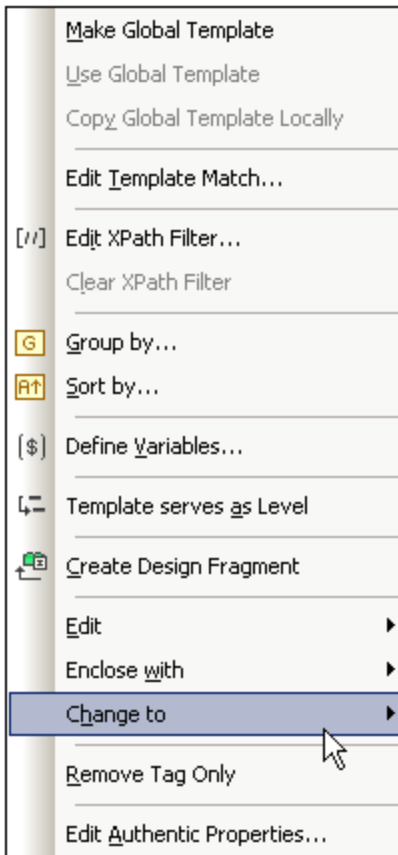 Make Global Template
Use Global Template
Copy Global Template Locally
Edit Template Match...
[//] Edit XPath Filter...
Clear XPath Filter
G Group by...
A↑ Sort by...
($) Define Variables...
Template serves as Level
Create Design Fragment
Edit
Enclose with
Change to
Remove Tag Only
Edit Authentic Properties...